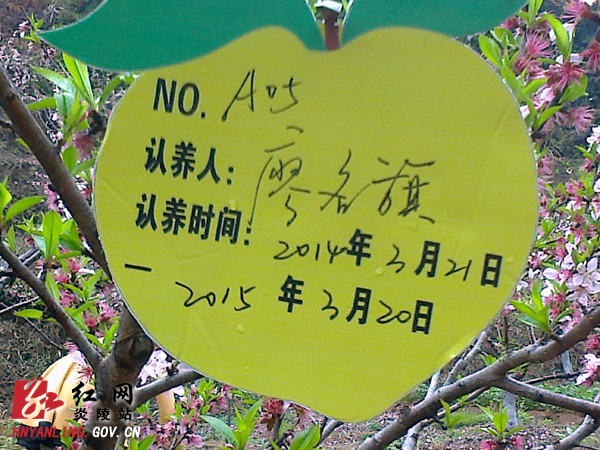 NO. A05
认养人：廖名旗
认养时间：2014年3月21日
— 2015年3月20日
红网
炎陵站
HNYANLING.GOV.CN